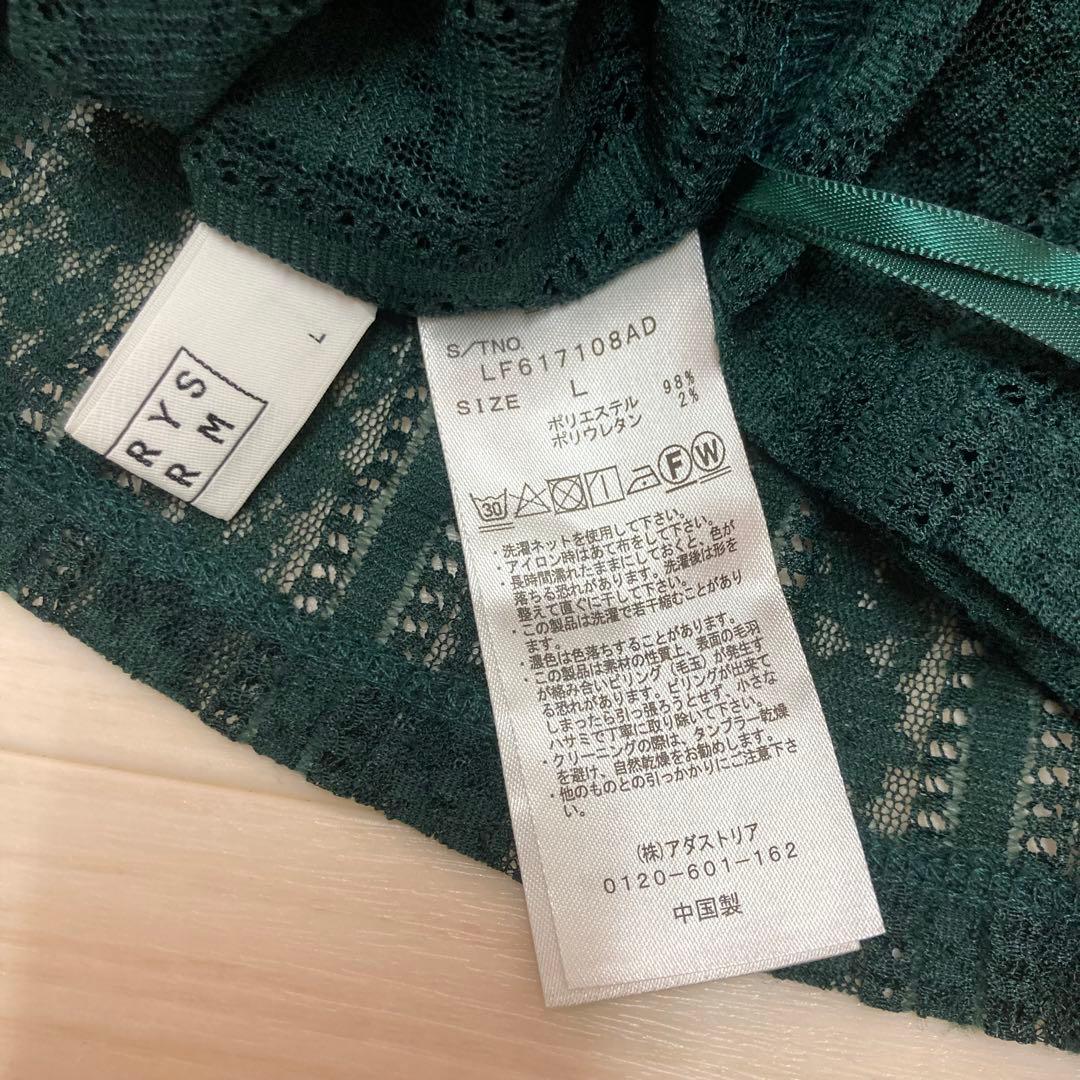 RYS
RM
L
S/TNO.
LF617108AD
SIZE L
ポリエステル 98%
ポリウレタン 2%
30 F W
・洗濯ネットを使用して下さい。
・アイロン時はあて布をして下さい。
・長時間濡れたままにしておくと、色が
落ちる恐れがあります。洗濯後は形を
整えて直ぐに干して下さい。
・この製品は洗濯で若干縮むことがあり
ます。
・濃色は色落ちすることがあります。
・この製品は素材の性質上、表面の毛羽
が絡み合いピリング(毛玉)が発生す
る恐れがあります。ピリングが出来て
しまったら引っ張ろうとせず、小さな
ハサミで丁寧に取り除いて下さい。
・クリーニングの際は、タンブラー乾燥
を避け、自然乾燥をお勧めします。
・他のものとの引っかかりにご注意下さ
い。
(株)アダストリア
0120-601-162
中国製